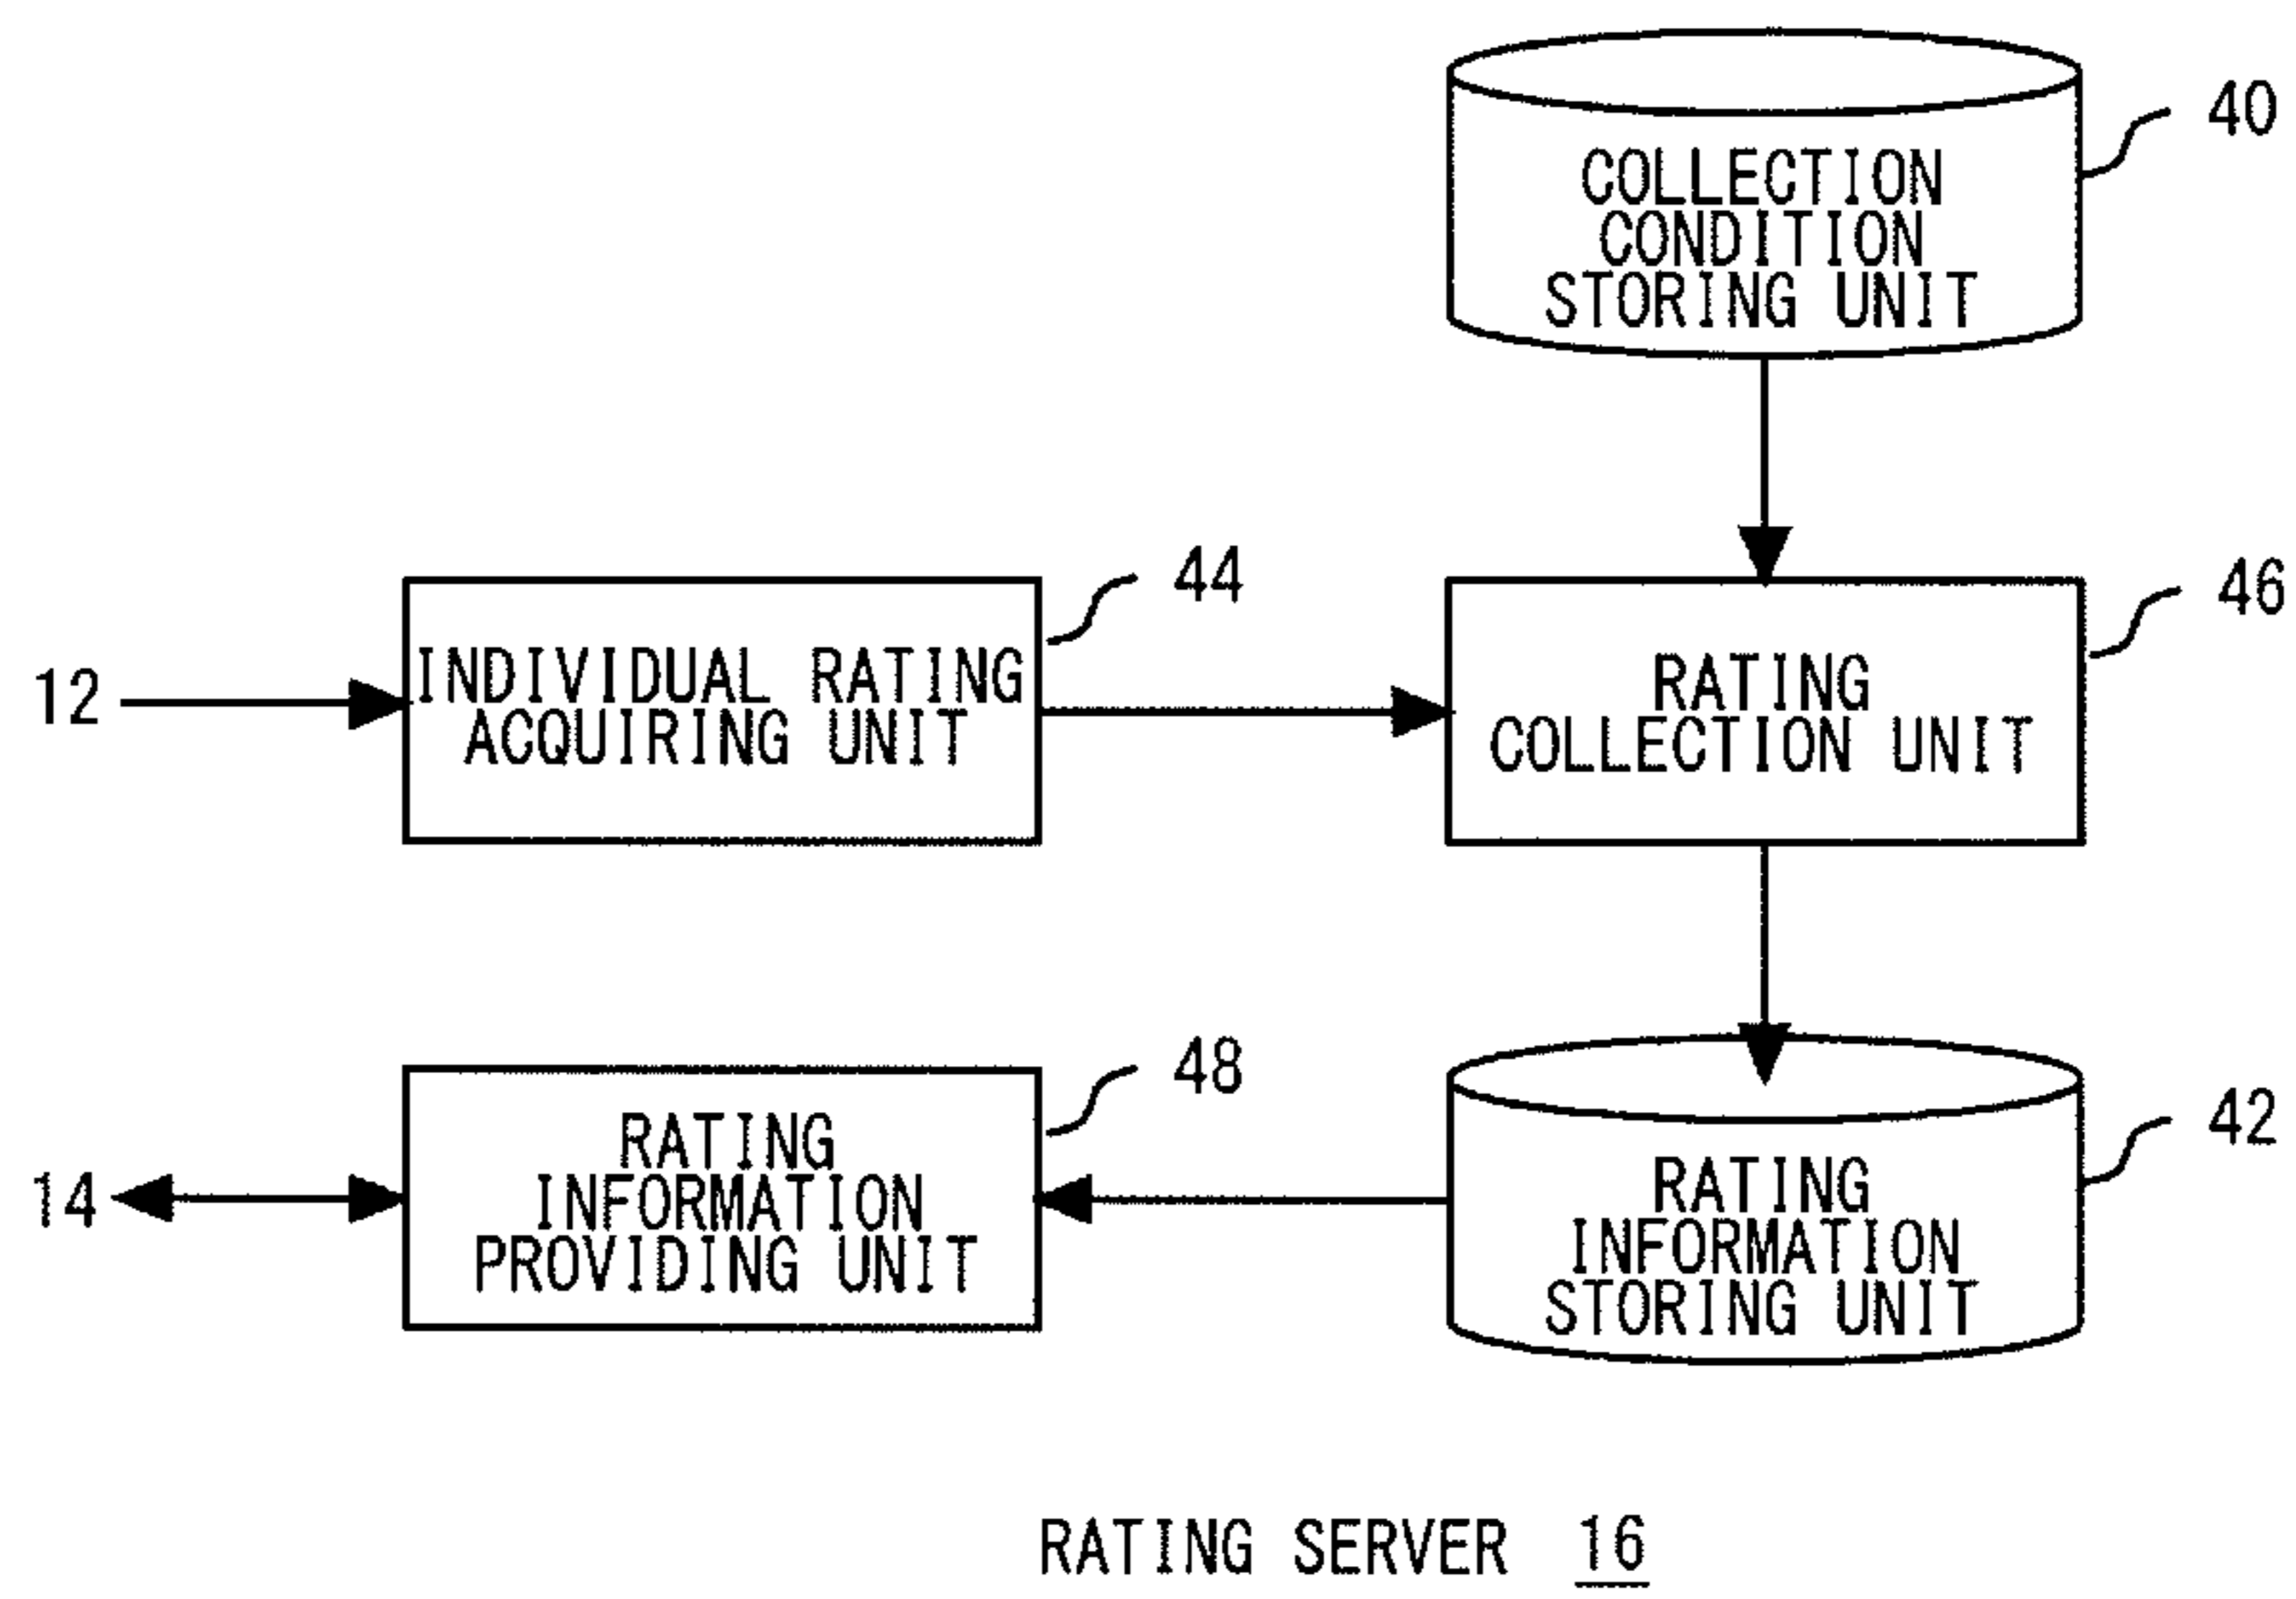 COLLECTION
CONDITION
STORING UNIT
40
12
INDIVIDUAL RATING
ACQUIRING UNIT
44
RATING
COLLECTION UNIT
46
14
RATING
INFORMATION
PROVIDING UNIT
48
RATING
INFORMATION
STORING UNIT
42
RATING SERVER 16